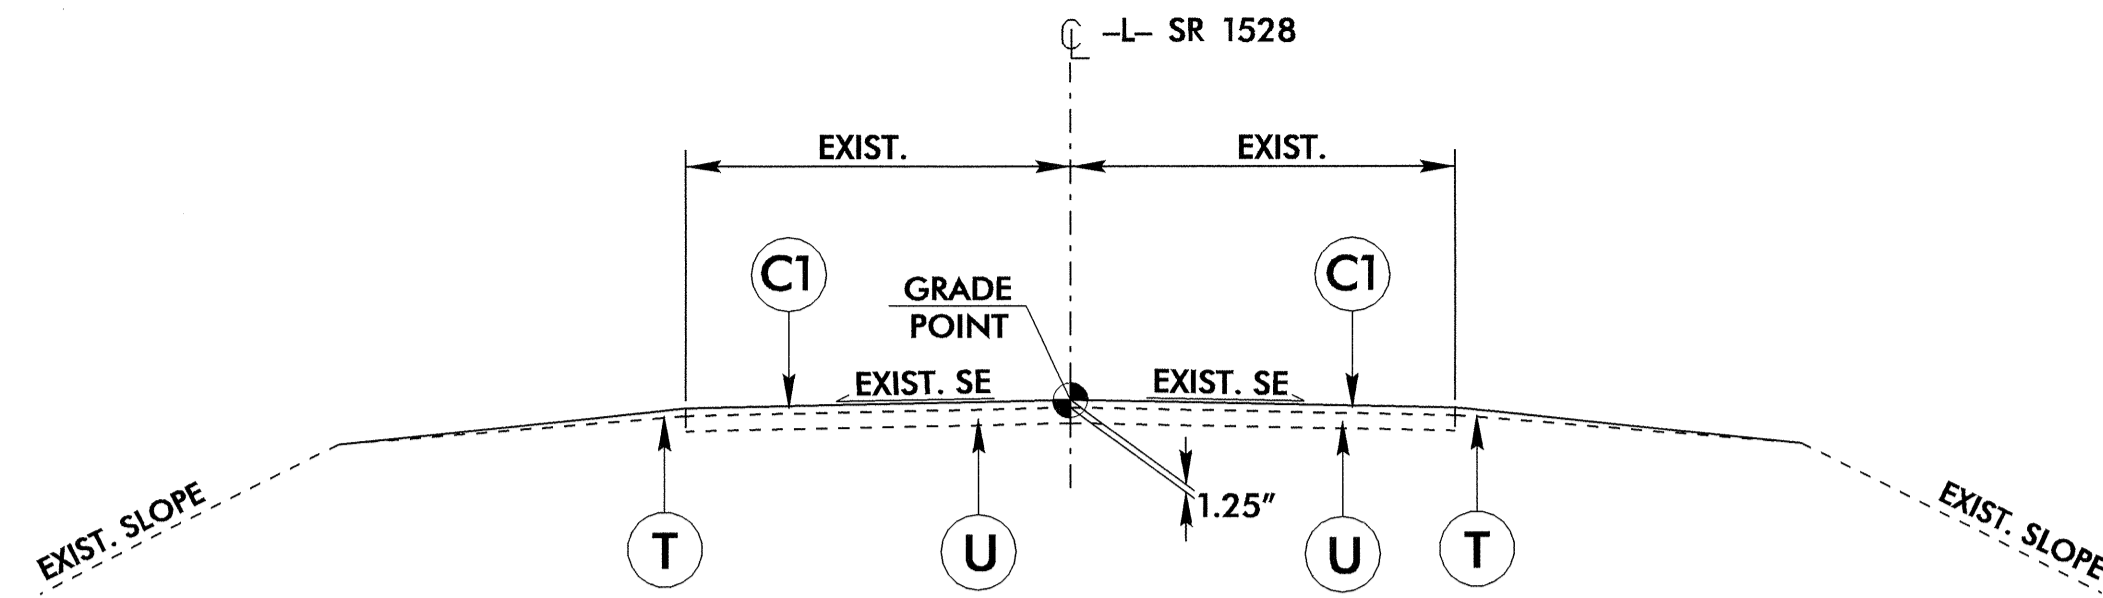 ℄ –L– SR 1528
EXIST. EXIST.
C1 C1
GRADE
POINT
EXIST. SE EXIST. SE
1.25"
EXIST. SLOPE EXIST. SLOPE
T U U T